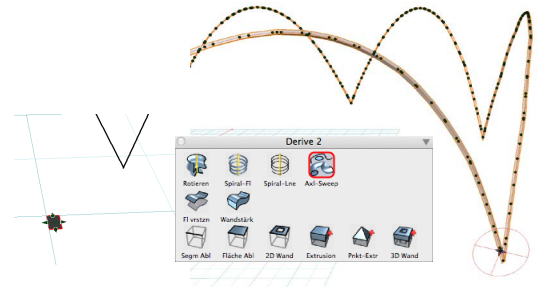 Derive 2
Rotieren Spiral-Fl Spiral-Lne Axl-Sweep
Fl vrstzn Wandstärk
Segm Abl Fläche Abl 2D Wand Extrusion Pnkt-Extr 3D Wand